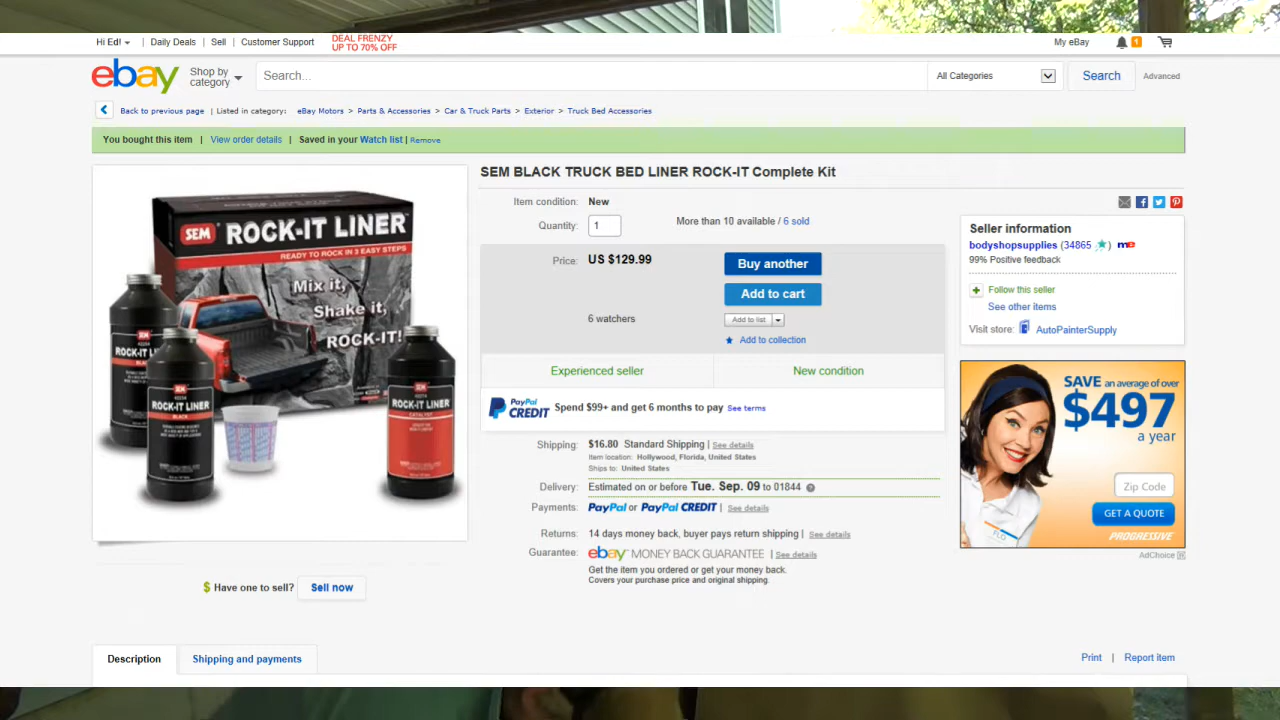 Hi Ed!
Daily Deals | Sell | Customer Support
DEAL FRENZY
UP TO 70% OFF
My eBay
1
ebay
Shop by
category
Search...
All Categories
Search
Advanced
Back to previous page | Listed in category: eBay Motors > Parts & Accessories > Car & Truck Parts > Exterior > Truck Bed Accessories
You bought this item | View order details | Saved in your Watch list | Remove
SEM ROCK-IT LINER
READY TO ROCK IN 3 EASY STEPS
Mix it,
Shake it,
ROCK-IT!
ROCK-IT L
SEM
ROCK-IT LINER
BLACK
SEM
ROCK-IT LINER
CATALYST
$ Have one to sell? Sell now
SEM BLACK TRUCK BED LINER ROCK-IT Complete Kit
Item condition: New
Quantity: 1
More than 10 available / 6 sold
Price: US $129.99
Buy another
Add to cart
6 watchers
Add to list
Add to collection
Experienced seller
New condition
PayPal CREDIT Spend $99+ and get 6 months to pay See terms
Shipping: $16.80 Standard Shipping | See details
Item location: Hollywood, Florida, United States
Ships to: United States
Delivery: Estimated on or before Tue. Sep. 09 to 01844
Payments: PayPal or PayPal CREDIT | See details
Returns: 14 days money back, buyer pays return shipping | See details
Guarantee: ebay MONEY BACK GUARANTEE | See details
Get the item you ordered or get your money back.
Covers your purchase price and original shipping.
Seller information
bodyshopsupplies (34865 ) me
99% Positive feedback
Follow this seller
See other items
Visit store: AutoPainterSupply
SAVE an average of over
$497
a year
Zip Code
GET A QUOTE
FLO
PROGRESSIVE
AdChoice
Description
Shipping and payments
Print | Report item